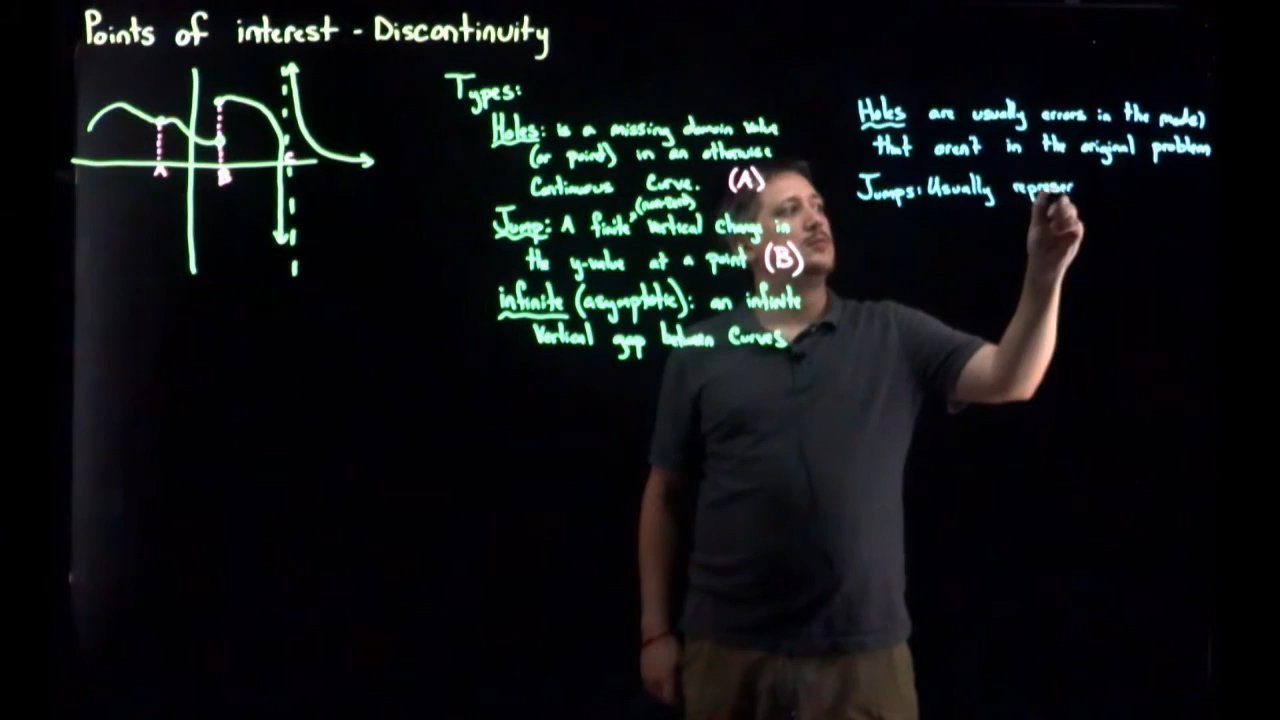 Points of interest - Discontinuity
A
B
C
Types:
Holes: is a missing domain value
(or point) in an otherwise
Continuous Curve. (A)
Jump: A finite vertical change in
the y-value at a point (B)
infinite (asymptotic): an infinite
Vertical gap between Curves
Holes are usually errors in the model
that aren't in the original problem
Jumps: Usually represer